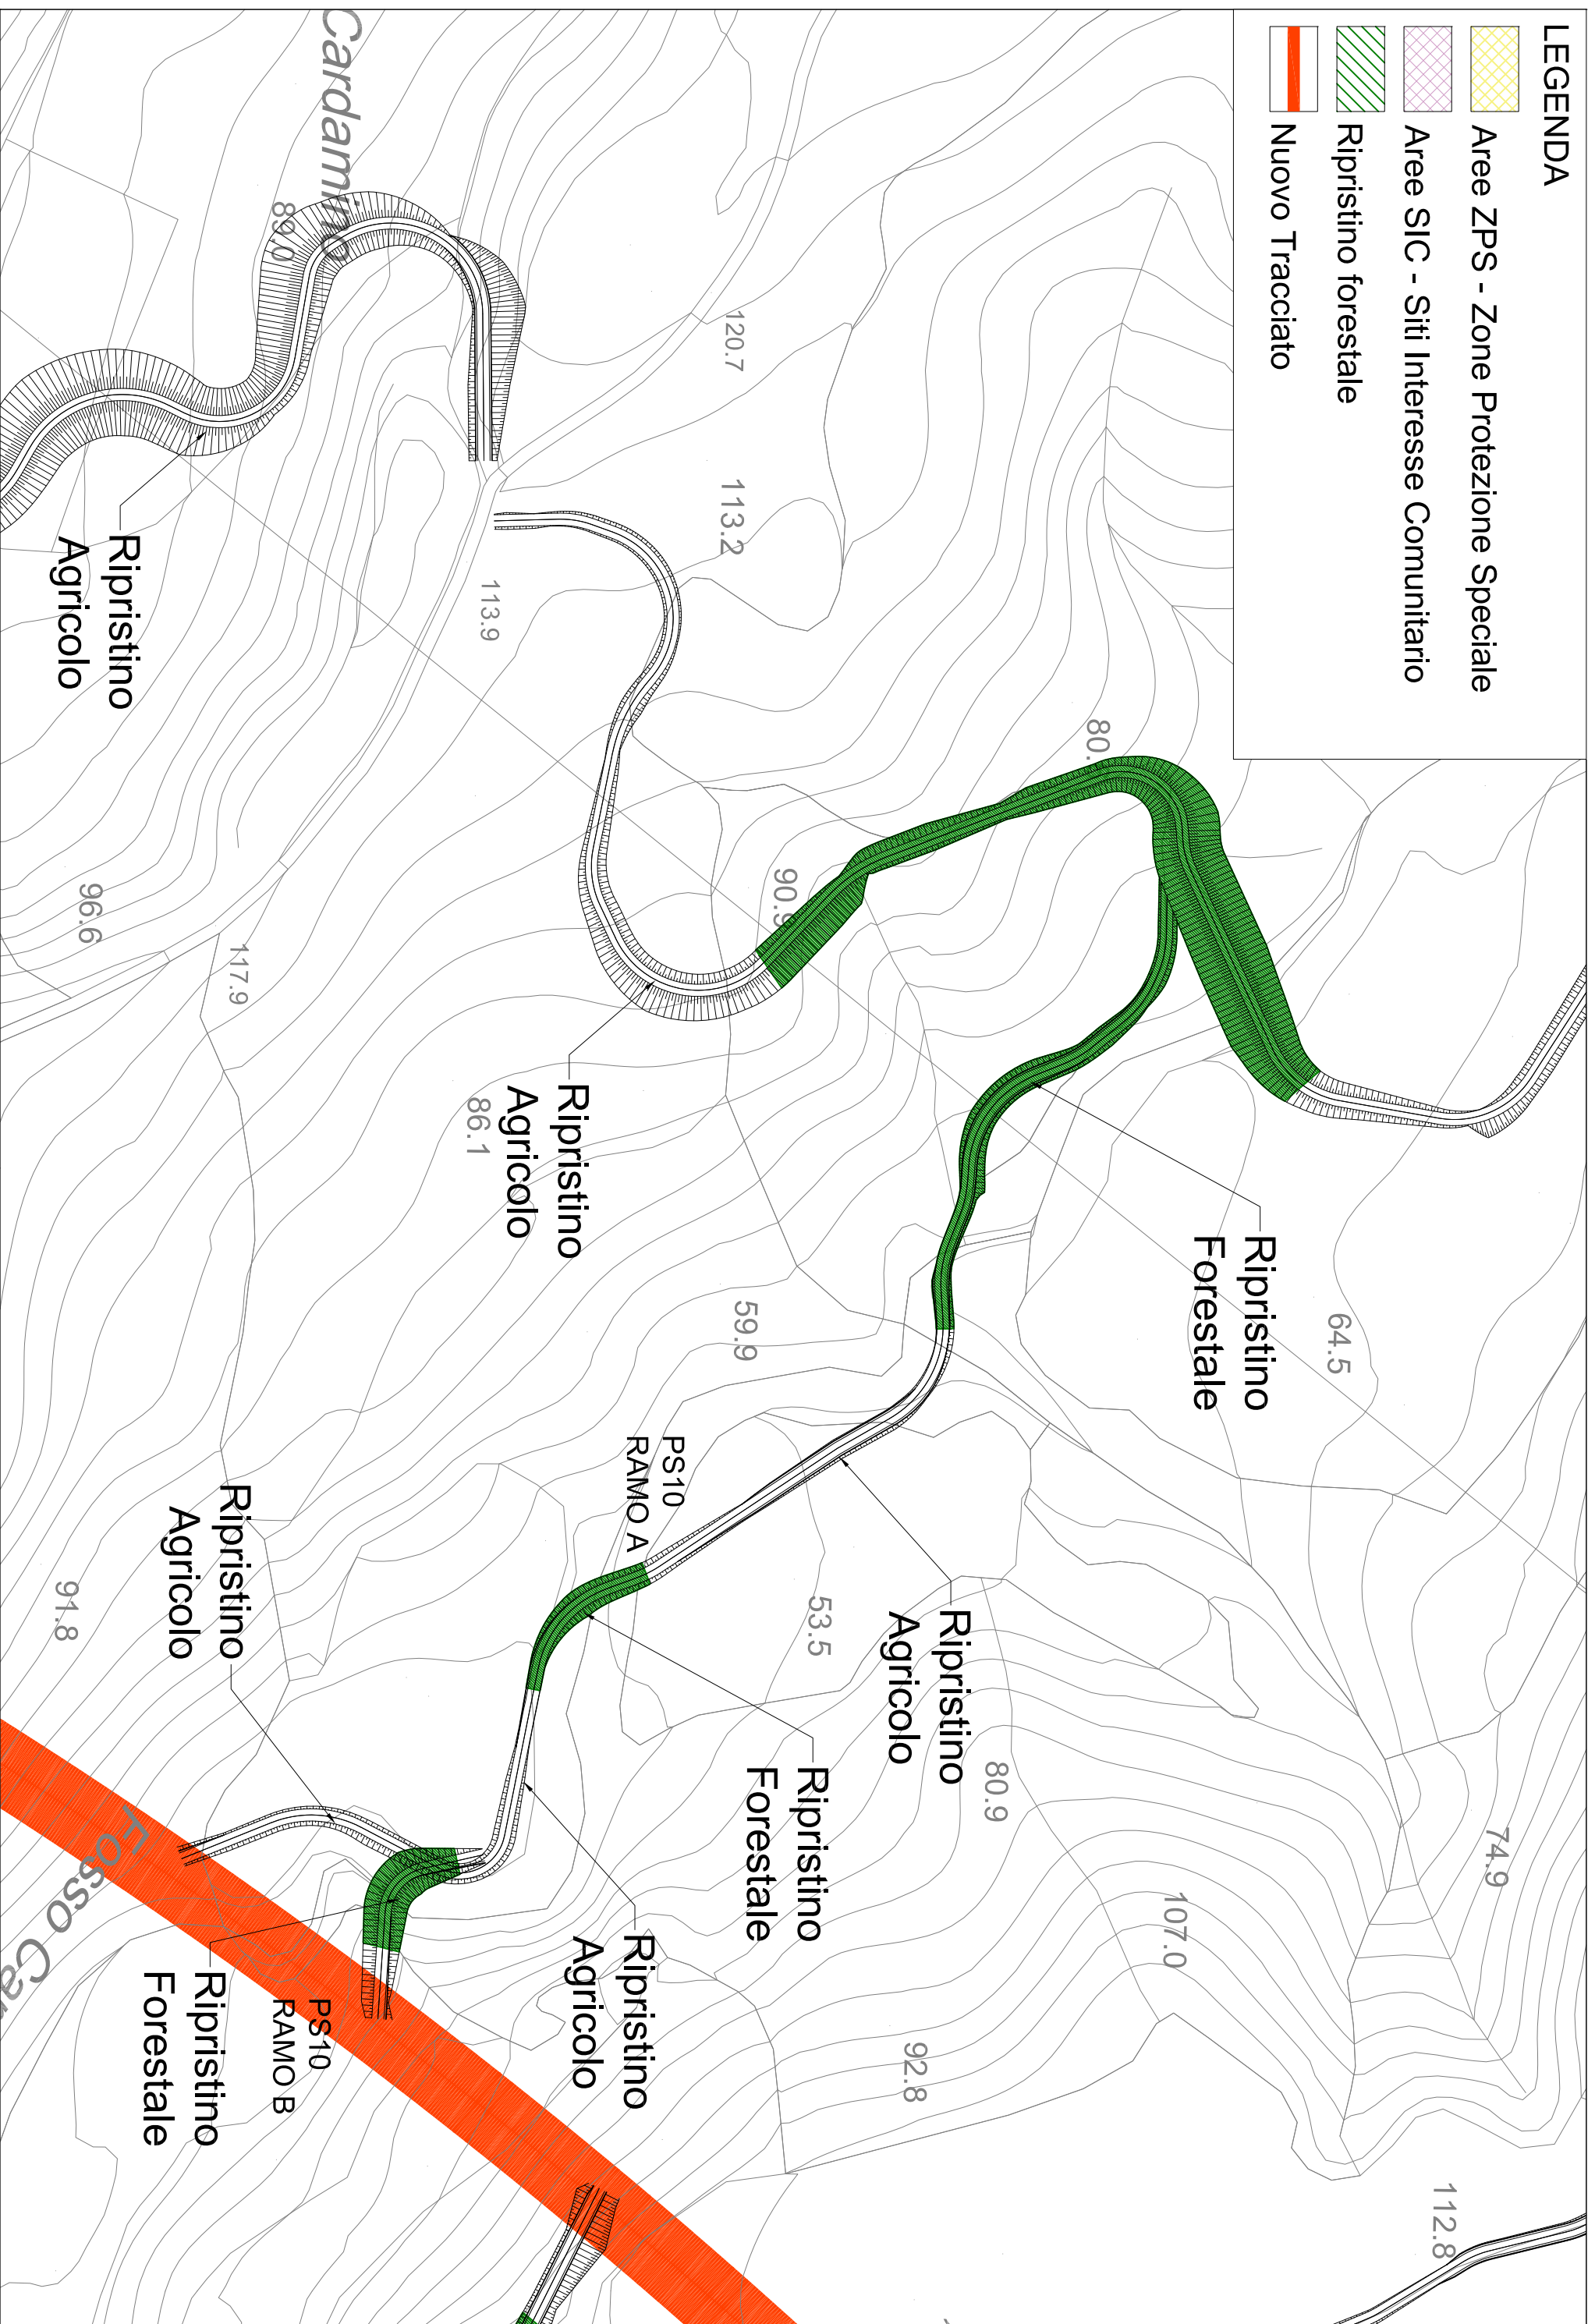 LEGENDA
Aree ZPS - Zone Protezione Speciale
Aree SIC - Siti Interesse Comunitario
Ripristino forestale
Nuovo Tracciato
Cardamino
89.0
120.7
113.2
113.9
80.
90.9
Ripristino
Agricolo
96.6
117.9
Ripristino
Agricolo
86.1
Ripristino
Forestale
64.5
59.9
PS10
RAMO A
53.5
Ripristino
Agricolo
Ripristino
Agricolo
91.8
Ripristino
Forestale
80.9
74.9
107.0
Ripristino
Agricolo
92.8
PS10
RAMO B
Ripristino
Forestale
Fosso
112.8